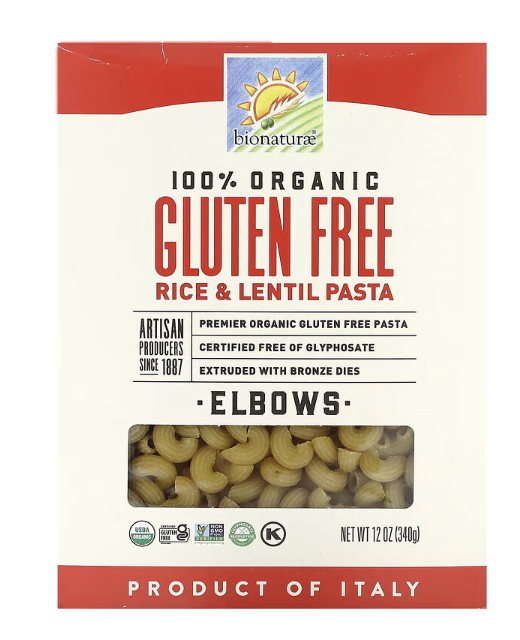 bionaturæ®
100% ORGANIC
GLUTEN FREE
RICE & LENTIL PASTA
ARTISAN
PRODUCERS
SINCE 1887
PREMIER ORGANIC GLUTEN FREE PASTA
CERTIFIED FREE OF GLYPHOSATE
EXTRUDED WITH BRONZE DIES
·ELBOWS·
USDA
ORGANIC
GLUTEN
FREE
g
NON
GMO
K
NET WT 12 OZ (340g)
PRODUCT OF ITALY